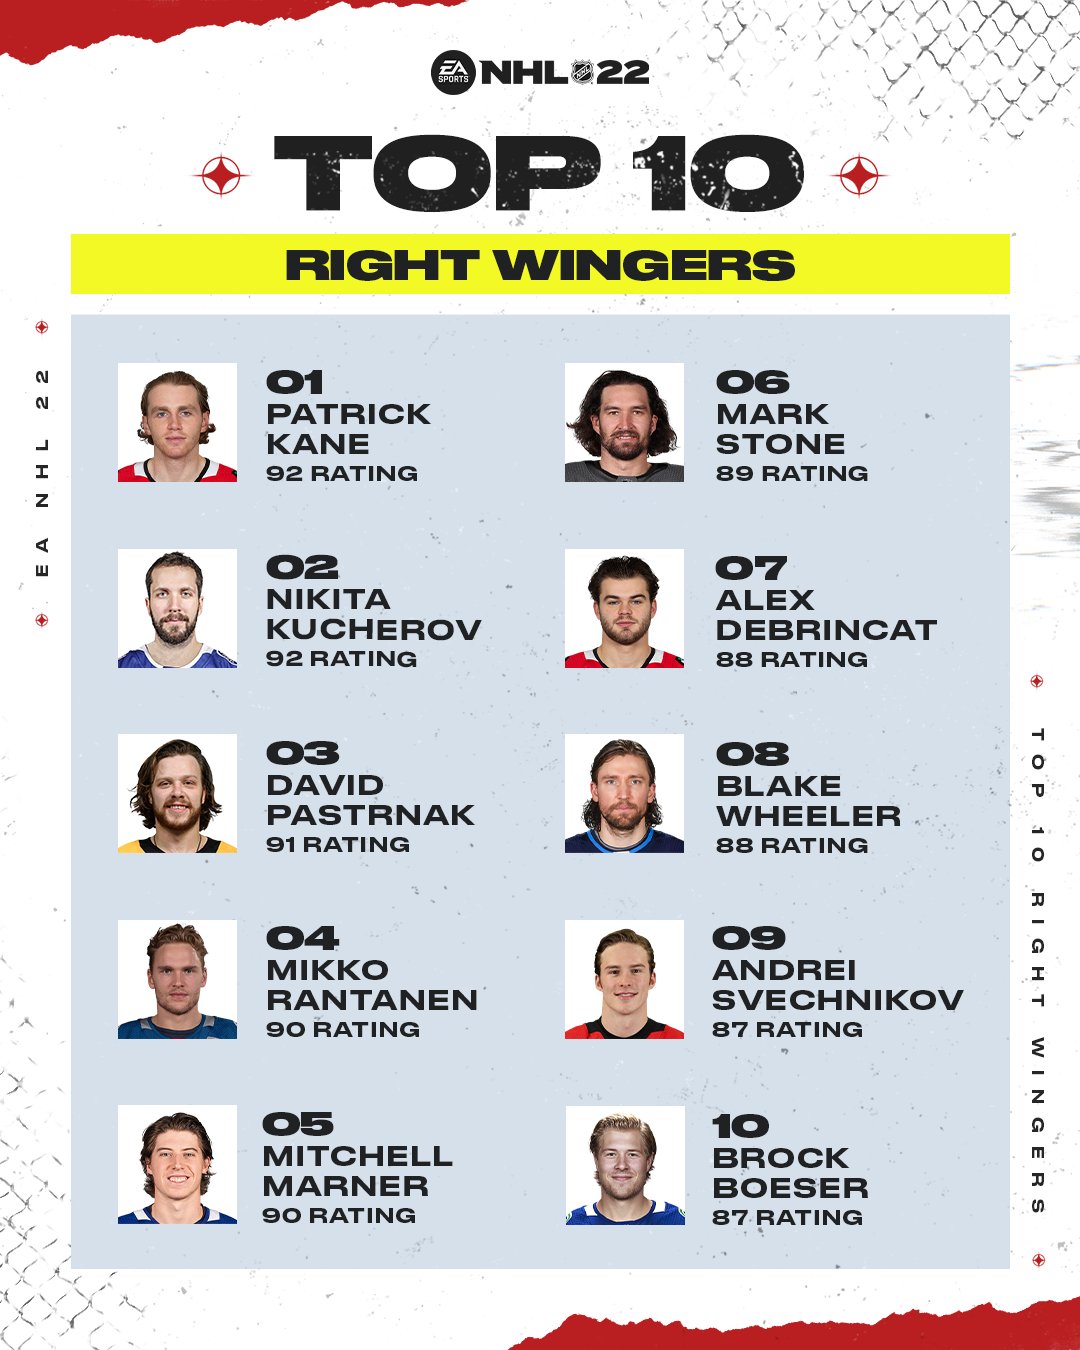 EA SPORTS NHL NHL 22
TOP 10
RIGHT WINGERS
EA NHL 22
01
PATRICK
KANE
92 RATING
02
NIKITA
KUCHEROV
92 RATING
03
DAVID
PASTRNAK
91 RATING
04
MIKKO
RANTANEN
90 RATING
05
MITCHELL
MARNER
90 RATING
06
MARK
STONE
89 RATING
07
ALEX
DEBRINCAT
88 RATING
08
BLAKE
WHEELER
88 RATING
09
ANDREI
SVECHNIKOV
87 RATING
10
BROCK
BOESER
87 RATING
TOP 10 RIGHT WINGERS